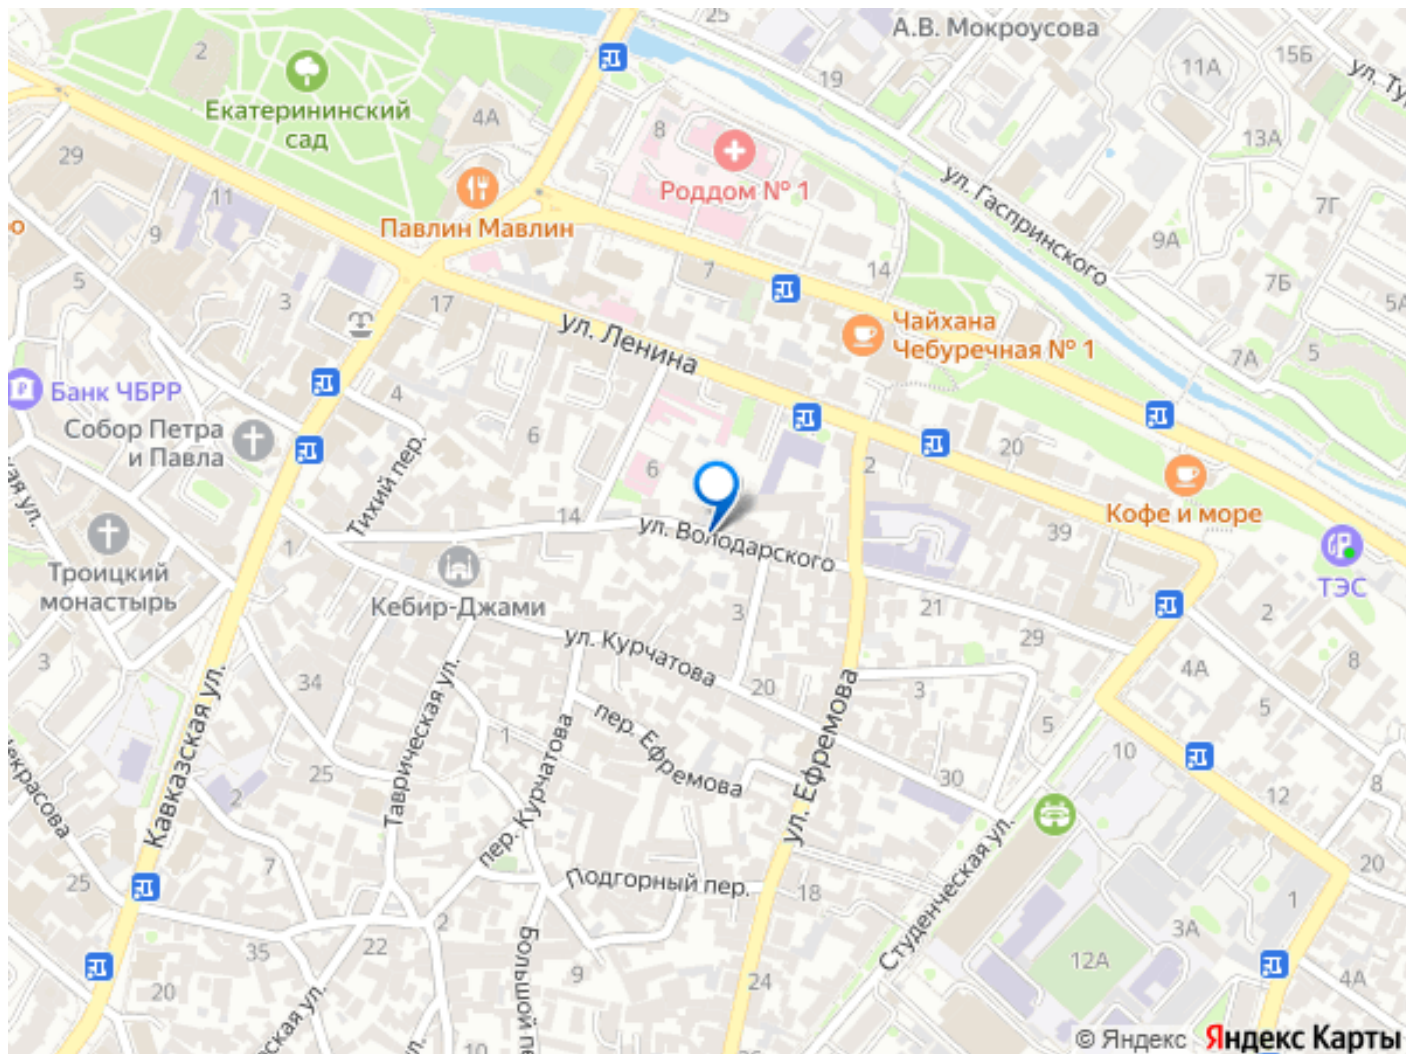 25
А.В. Мокроусова
2
19
15Б
11А
ул. Ту
Екатерининский
сад
4А
8
13А
29
Роддом № 1
ул. Гаспринского
11
7Г
Павлин Мавлин
9
9А
7
14
5
3
17
7Б
5А
ул. Ленина
Чайхана
Чебуречная № 1
7А
5
Банк ЧБРР
4
Собор Петра
и Павла
6
20
Тихий пер.
6
2
Кофе и море
14
ул. Володарского
39
1
Троицкий
монастырь
Кебир-Джами
ТЭС
3
21
2
ул. Курчатова
29
3
8
4А
34
20
3
5
Кавказская ул.
Таврическая ул.
пер. Ефремова
ул. Ефремова
5
1
пер. Курчатова
10
25
30
8
2
12
7
Студенческая ул.
20
25
Подгорный пер.
18
1
2
3А
35
22
12А
9
24
4А
20
10
© Яндекс Яндекс Карты